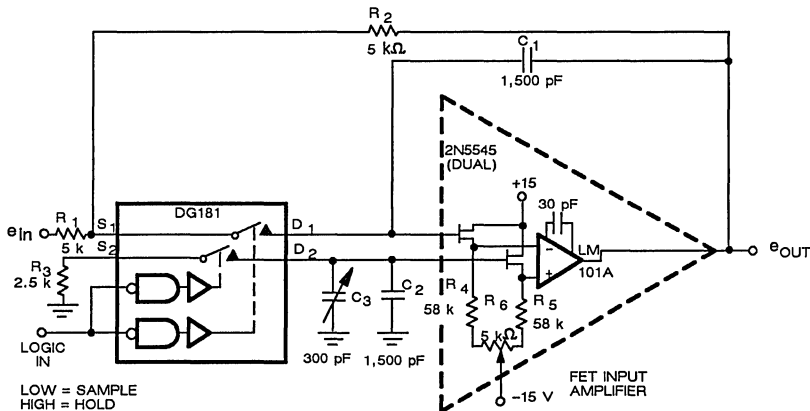 R2
5 kΩ
C1
1,500 pF
2N5545
(DUAL)
+15
30 pF
DG181
eIn
R1
5 k
S1
D1
S2
D2
R3
2.5 k
LM
101A
eOUT
C3
300 pF
C2
1,500 pF
R4
58 k
R6
5 kΩ
R5
58 k
LOGIC
IN
-15 V
FET INPUT
AMPLIFIER
LOW = SAMPLE
HIGH = HOLD
-
+